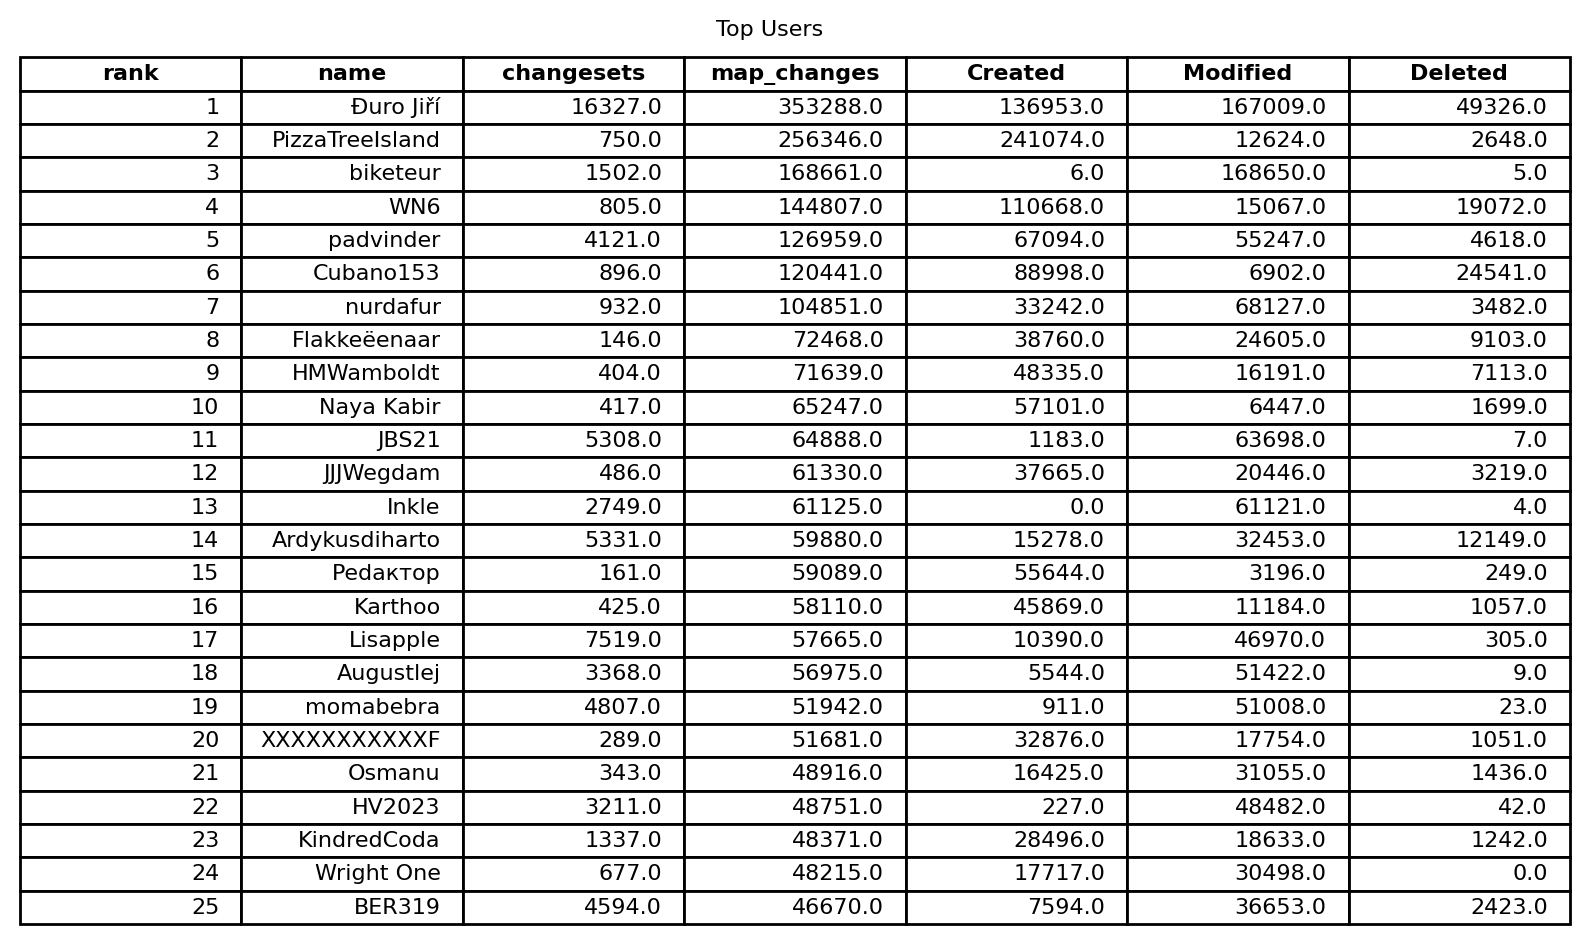 Top Users
rank name changesets map_changes Created Modified Deleted
1 Đuro Jiří 16327.0 353288.0 136953.0 167009.0 49326.0
2 PizzaTreeIsland 750.0 256346.0 241074.0 12624.0 2648.0
3 biketeur 1502.0 168661.0 6.0 168650.0 5.0
4 WN6 805.0 144807.0 110668.0 15067.0 19072.0
5 padvinder 4121.0 126959.0 67094.0 55247.0 4618.0
6 Cubano153 896.0 120441.0 88998.0 6902.0 24541.0
7 nurdafur 932.0 104851.0 33242.0 68127.0 3482.0
8 Flakkeëenaar 146.0 72468.0 38760.0 24605.0 9103.0
9 HMWamboldt 404.0 71639.0 48335.0 16191.0 7113.0
10 Naya Kabir 417.0 65247.0 57101.0 6447.0 1699.0
11 JBS21 5308.0 64888.0 1183.0 63698.0 7.0
12 JJJWegdam 486.0 61330.0 37665.0 20446.0 3219.0
13 Inkle 2749.0 61125.0 0.0 61121.0 4.0
14 Ardykusdiharto 5331.0 59880.0 15278.0 32453.0 12149.0
15 Pedaктор 161.0 59089.0 55644.0 3196.0 249.0
16 Karthoo 425.0 58110.0 45869.0 11184.0 1057.0
17 Lisapple 7519.0 57665.0 10390.0 46970.0 305.0
18 Augustlej 3368.0 56975.0 5544.0 51422.0 9.0
19 momabebra 4807.0 51942.0 911.0 51008.0 23.0
20 XXXXXXXXXXXF 289.0 51681.0 32876.0 17754.0 1051.0
21 Osmanu 343.0 48916.0 16425.0 31055.0 1436.0
22 HV2023 3211.0 48751.0 227.0 48482.0 42.0
23 KindredCoda 1337.0 48371.0 28496.0 18633.0 1242.0
24 Wright One 677.0 48215.0 17717.0 30498.0 0.0
25 BER319 4594.0 46670.0 7594.0 36653.0 2423.0